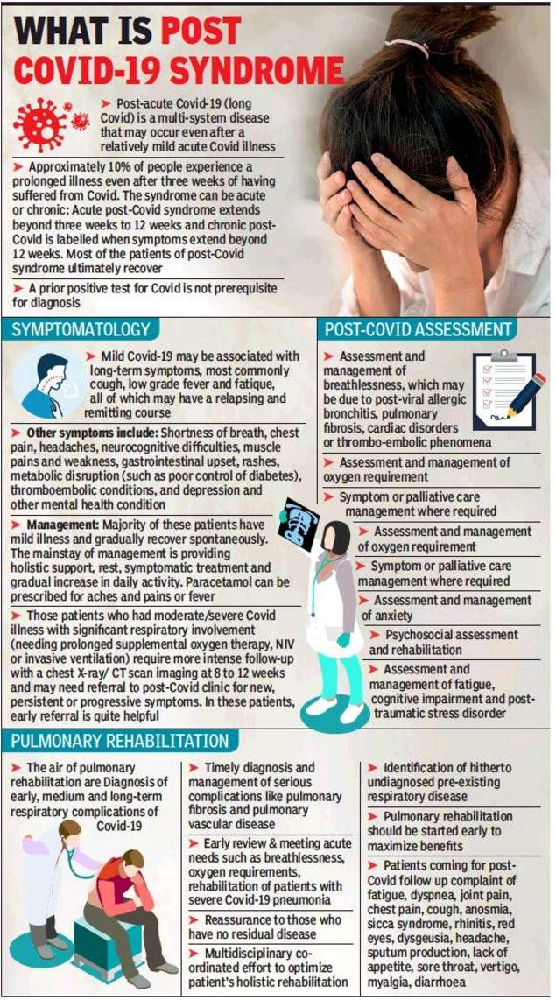 WHAT IS POST
COVID-19 SYNDROME
➤ Post-acute Covid-19 (long
Covid) is a multi-system disease
that may occur even after a
relatively mild acute Covid illness
➤ Approximately 10% of people experience a
prolonged illness even after three weeks of having
suffered from Covid. The syndrome can be acute
or chronic: Acute post-Covid syndrome extends
beyond three weeks to 12 weeks and chronic post-
Covid is labelled when symptoms extend beyond
12 weeks. Most of the patients of post-Covid
syndrome ultimately recover
➤ A prior positive test for Covid is not prerequisite
for diagnosis
SYMPTOMATOLOGY
➤ Mild Covid-19 may be associated with
long-term symptoms, most commonly
cough, low grade fever and fatique,
all of which may have a relapsing and
remitting course
➤ Other symptoms include: Shortness of breath, chest
pain, headaches, neurocognitive difficulties, muscle
pains and weakness, gastrointestinal upset, rashes,
metabolic disruption (such as poor control of diabetes),
thromboembolic conditions, and depression and
other mental health condition
➤ Management: Majority of these patients have
mild illness and gradually recover spontaneously.
The mainstay of management is providing
holistic support, rest, symptomatic treatment and
gradual increase in daily activity. Paracetamol can be
prescribed for aches and pains or fever
➤ Those patients who had moderate/severe Covid
illness with significant respiratory involvement
(needing prolonged supplemental oxygen therapy, NIV
or invasive ventilation) require more intense follow-up
with a chest X-ray/ CT scan imaging at 8 to 12 weeks
and may need referral to post-Covid clinic for new,
persistent or progressive symptoms. In these patients,
early referral is quite helpful
POST-COVID ASSESSMENT
➤ Assessment and
management of
breathlessness, which may
be due to post-viral allergic
bronchitis, pulmonary
fibrosis, cardiac disorders
or thrombo-embolic phenomena
➤ Assessment and management of
oxygen requirement
➤ Symptom or palliative care
management where required
➤ Assessment and management
of oxygen requirement
➤ Symptom or palliative care
management where required
➤ Assessment and management
of anxiety
➤ Psychosocial assessment
and rehabilitation
➤ Assessment and
management of fatigue,
cognitive impairment and post-
traumatic stress disorder
PULMONARY REHABILITATION
➤ The air of pulmonary
rehabilitation are Diagnosis of
early, medium and long-term
respiratory complications of
Covid-19
➤ Timely diagnosis and
management of serious
complications like pulmonary
fibrosis and pulmonary
vascular disease
➤ Early review & meeting acute
needs such as breathlessness,
oxygen requirements,
rehabilitation of patients with
severe Covid-19 pneumonia
➤ Reassurance to those who
have no residual disease
➤ Multidisciplinary co-
ordinated effort to optimize
patient's holistic rehabilitation
➤ Identification of hitherto
undiagnosed pre-existing
respiratory disease
➤ Pulmonary rehabilitation
should be started early to
maximize benefits
➤ Patients coming for post-
Covid follow up complaint of
fatigue, dyspnea, joint pain,
chest pain, cough, anosmia,
sicca syndrome, rhinitis, red
eyes, dysgeusia, headache,
sputum production, lack of
appetite, sore throat, vertigo,
myalgia, diarrhoea